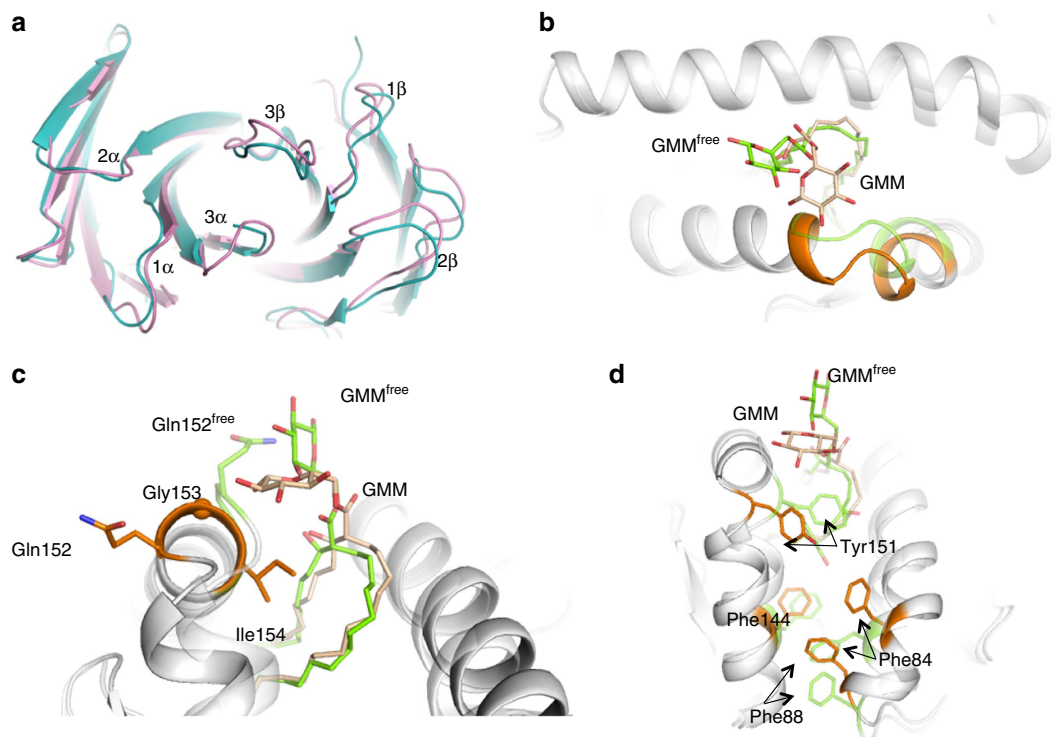 a
3β
1β
2α
3α
1α
2β
b
GMM^free
GMM
c
GMM^free
Gln152^free
GMM
Gly153
Gln152
Ile154
d
GMM^free
GMM
Tyr151
Phe144
Phe84
Phe88